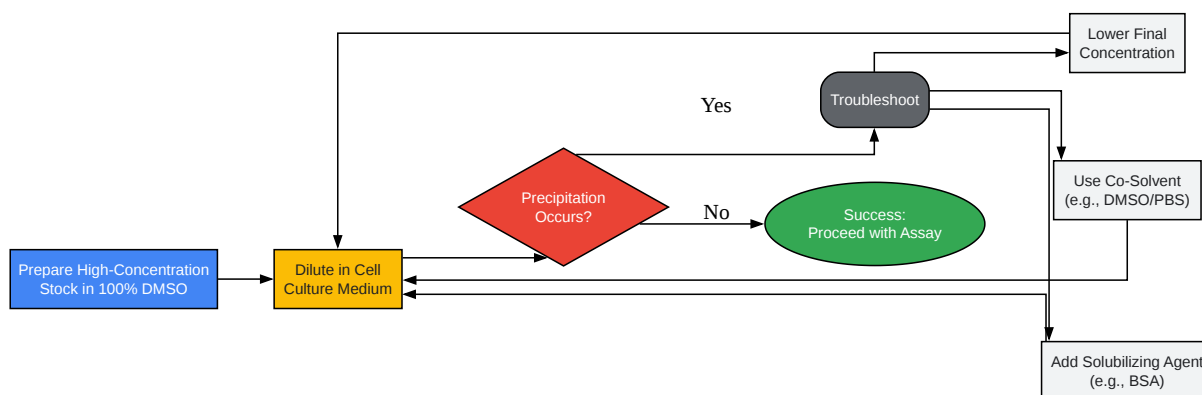 Lower Final
Concentration
Troubleshoot
Yes
Precipitation
Occurs?
Use Co-Solvent
(e.g., DMSO/PBS)
No
Success:
Proceed with Assay
Prepare High-Concentration
Stock in 100% DMSO
Dilute in Cell
Culture Medium
Add Solubilizing Agent
(e.g., BSA)